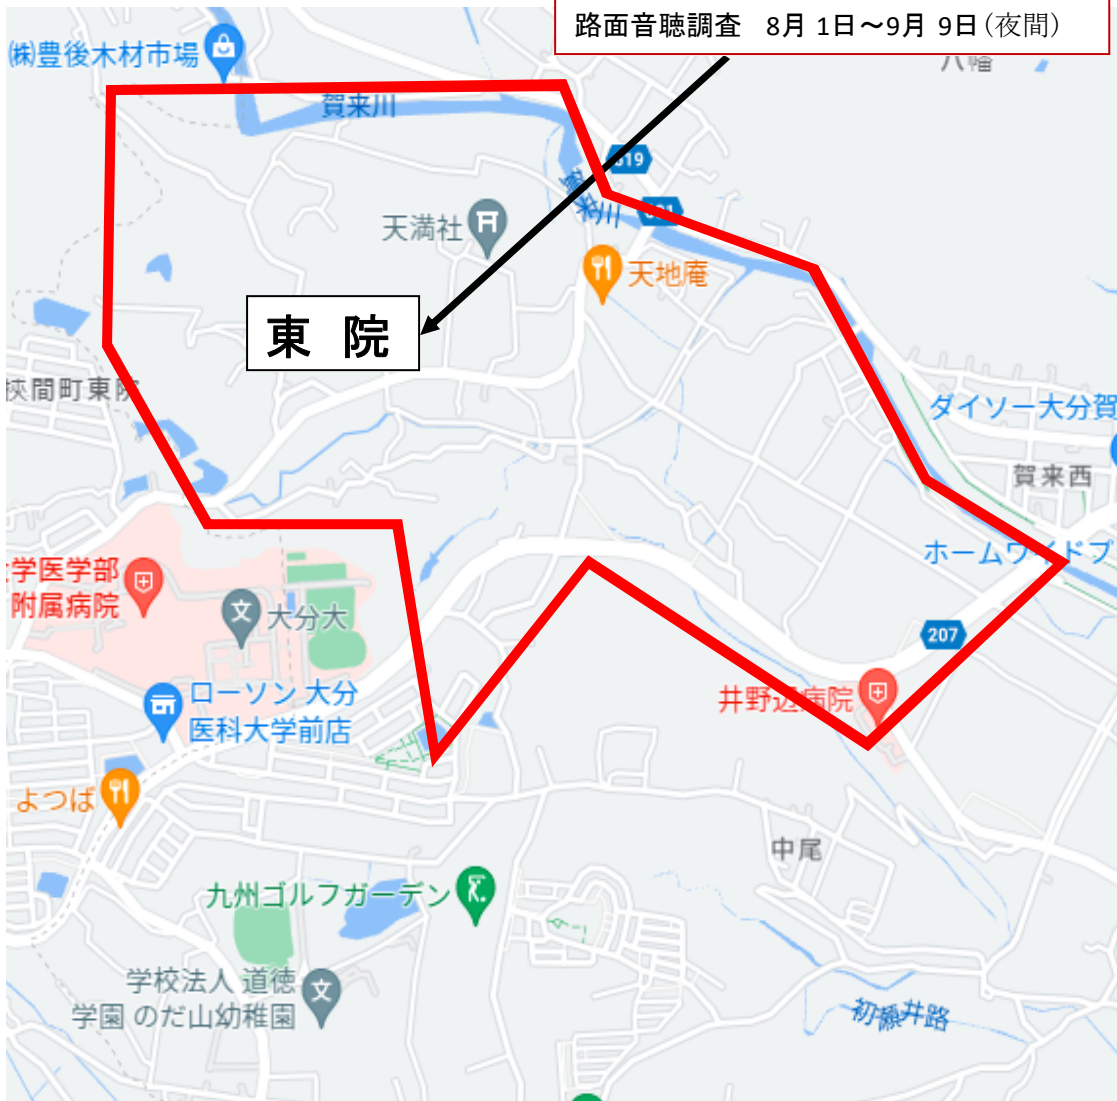 路面音聴調査 8月 1日～9月 9日(夜間)
㈱豊後木材市場
八幡
賀来川
619
賀来川
天満社
天地庵
東 院
挾間町東院
ダイソー大分賀
賀来西
ホームワイドプ
学医学部
附属病院
大分大
207
井野辺病院
ローソン 大分
医科大学前店
よつば
中尾
九州ゴルフガーデン
学校法人 道徳
学園 のだ山幼稚園
初瀬井路